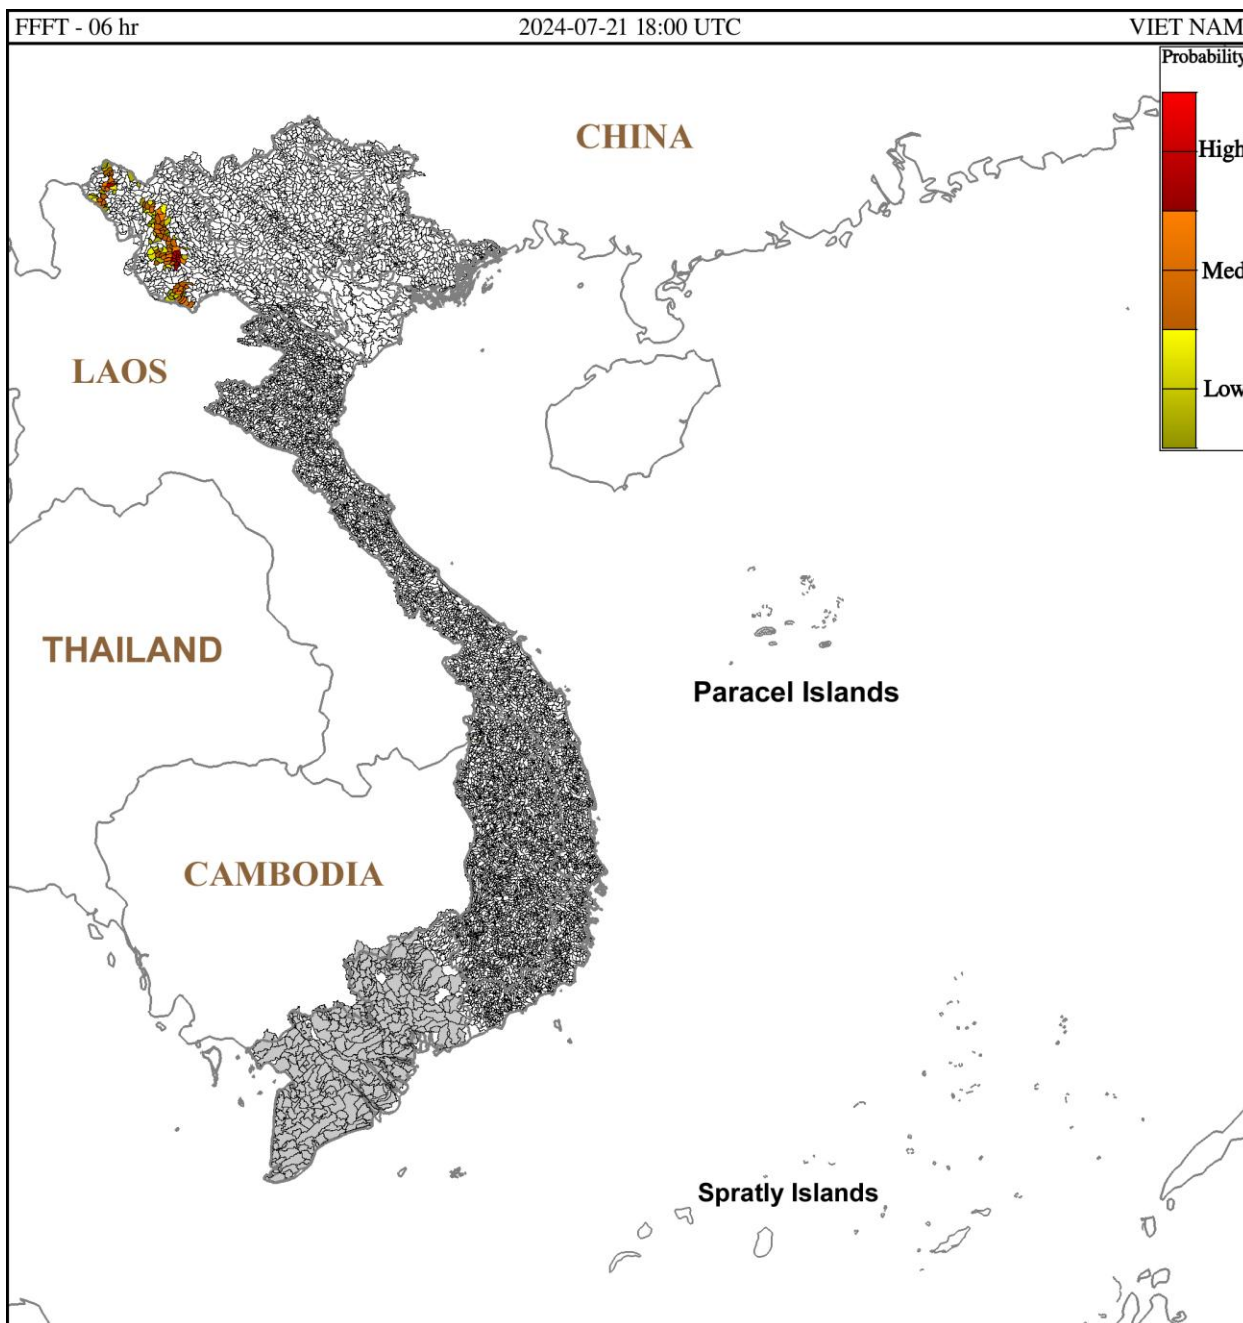 FFFT - 06 hr 2024-07-21 18:00 UTC VIET NAM
Probability
CHINA
High
Med
LAOS
Low
THAILAND
Paracel Islands
CAMBODIA
Spratly Islands